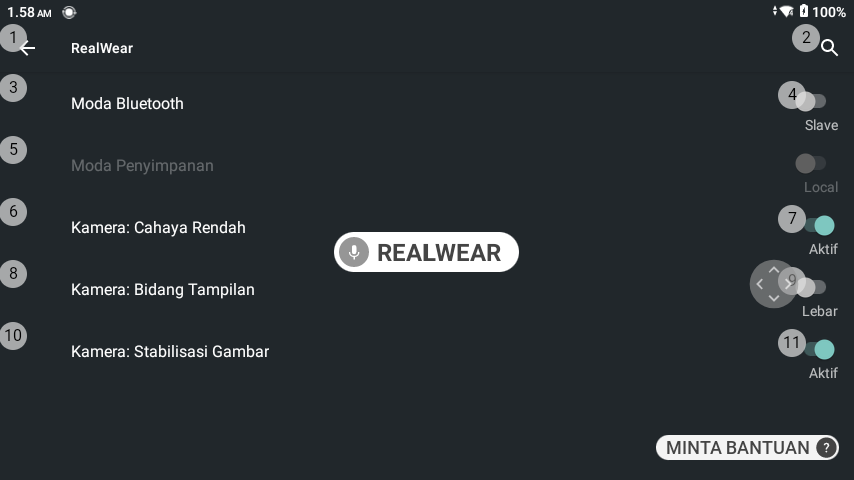 1.58 AM 100%
1 RealWear 2
3 Moda Bluetooth 4
Slave
5 Moda Penyimpanan
Local
6 Kamera: Cahaya Rendah 7
Aktif
REALWEAR
8 Kamera: Bidang Tampilan 9
Lebar
10 Kamera: Stabilisasi Gambar 11
Aktif
MINTA BANTUAN ?